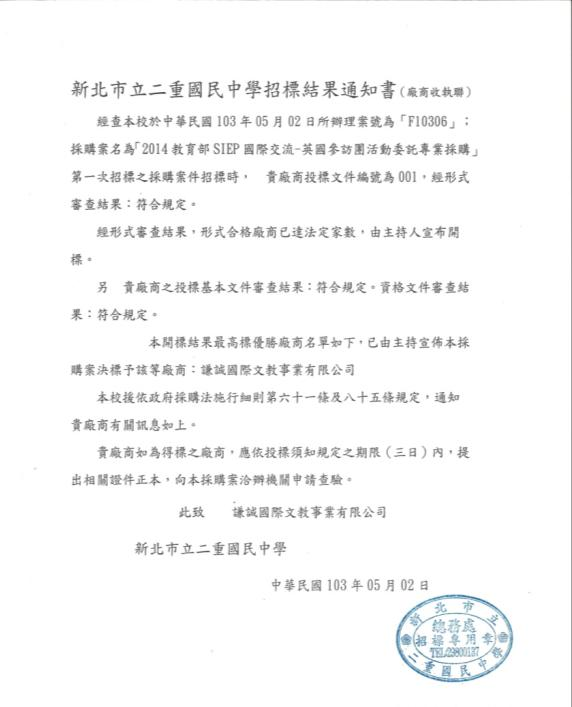 新北市立二重國民中學招標結果通知書(廠商收執聯)
經查本校於中華民國 103 年 05 月 02 日所辦理案號為「F10306」;
採購案名為「2014 教育部 SIEP 國際交流-英國參訪團活動委託專業採購」
第一次招標之採購案件招標時, 貴廠商投標文件編號為 001,經形式
審查結果:符合規定。
經形式審查結果,形式合格廠商已達法定家數,由主持人宣布開
標。
另 貴廠商之投標基本文件審查結果:符合規定。資格文件審查結
果:符合規定。
本開標結果最高標優勝廠商名單如下,已由主持宣佈本採
購案決標予該等廠商:謙誠國際文教事業有限公司
本校援依政府採購法施行細則第六十一條及八十五條規定,通知
貴廠商有關訊息如上。
貴廠商如為得標之廠商,應依投標須知規定之期限(三日)內,提
出相關證件正本,向本採購案洽辦機關申請查驗。
此致 謙誠國際文教事業有限公司
新北市立二重國民中學
中華民國 103 年 05 月 02 日
新北市立
總務處
招標專用章
TEL:29800137
二重國民中學